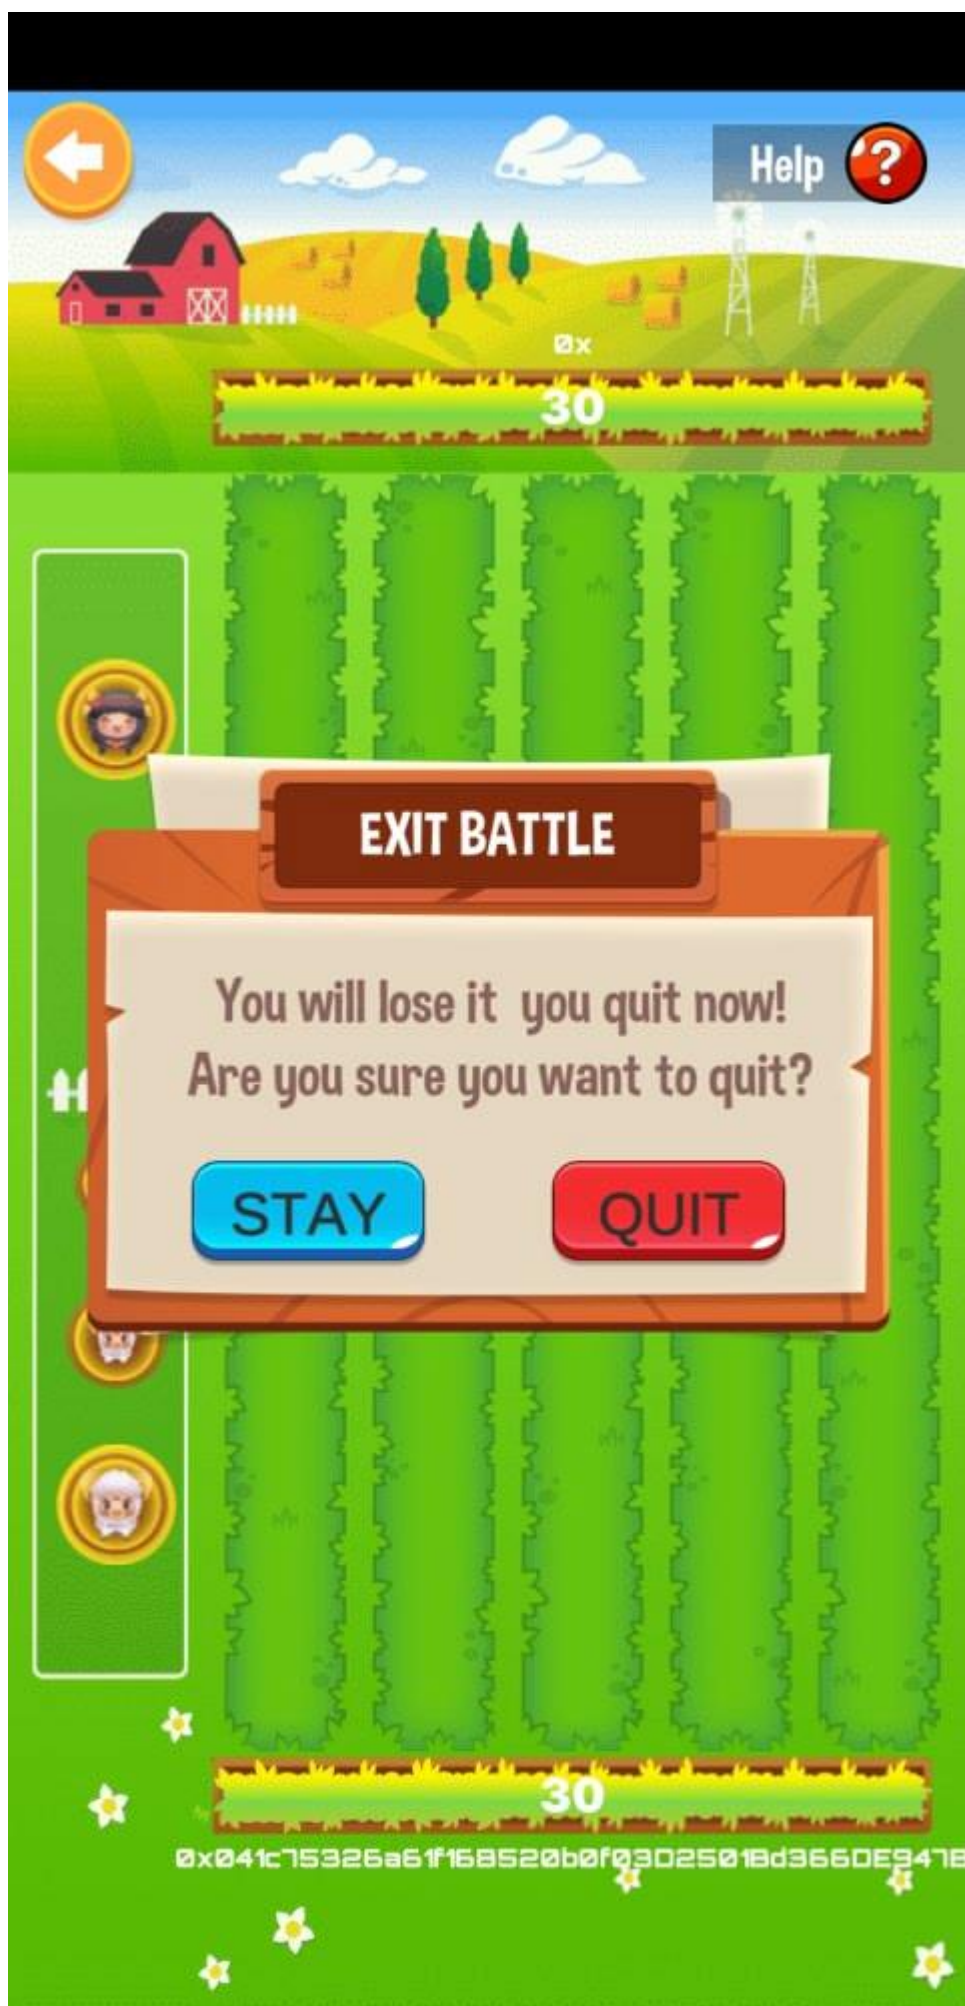 Help ?
0x
30
EXIT BATTLE
You will lose it you quit now!
Are you sure you want to quit?
STAY
QUIT
30
0x041c75326a61f168520b0f03D25018d366DE947B